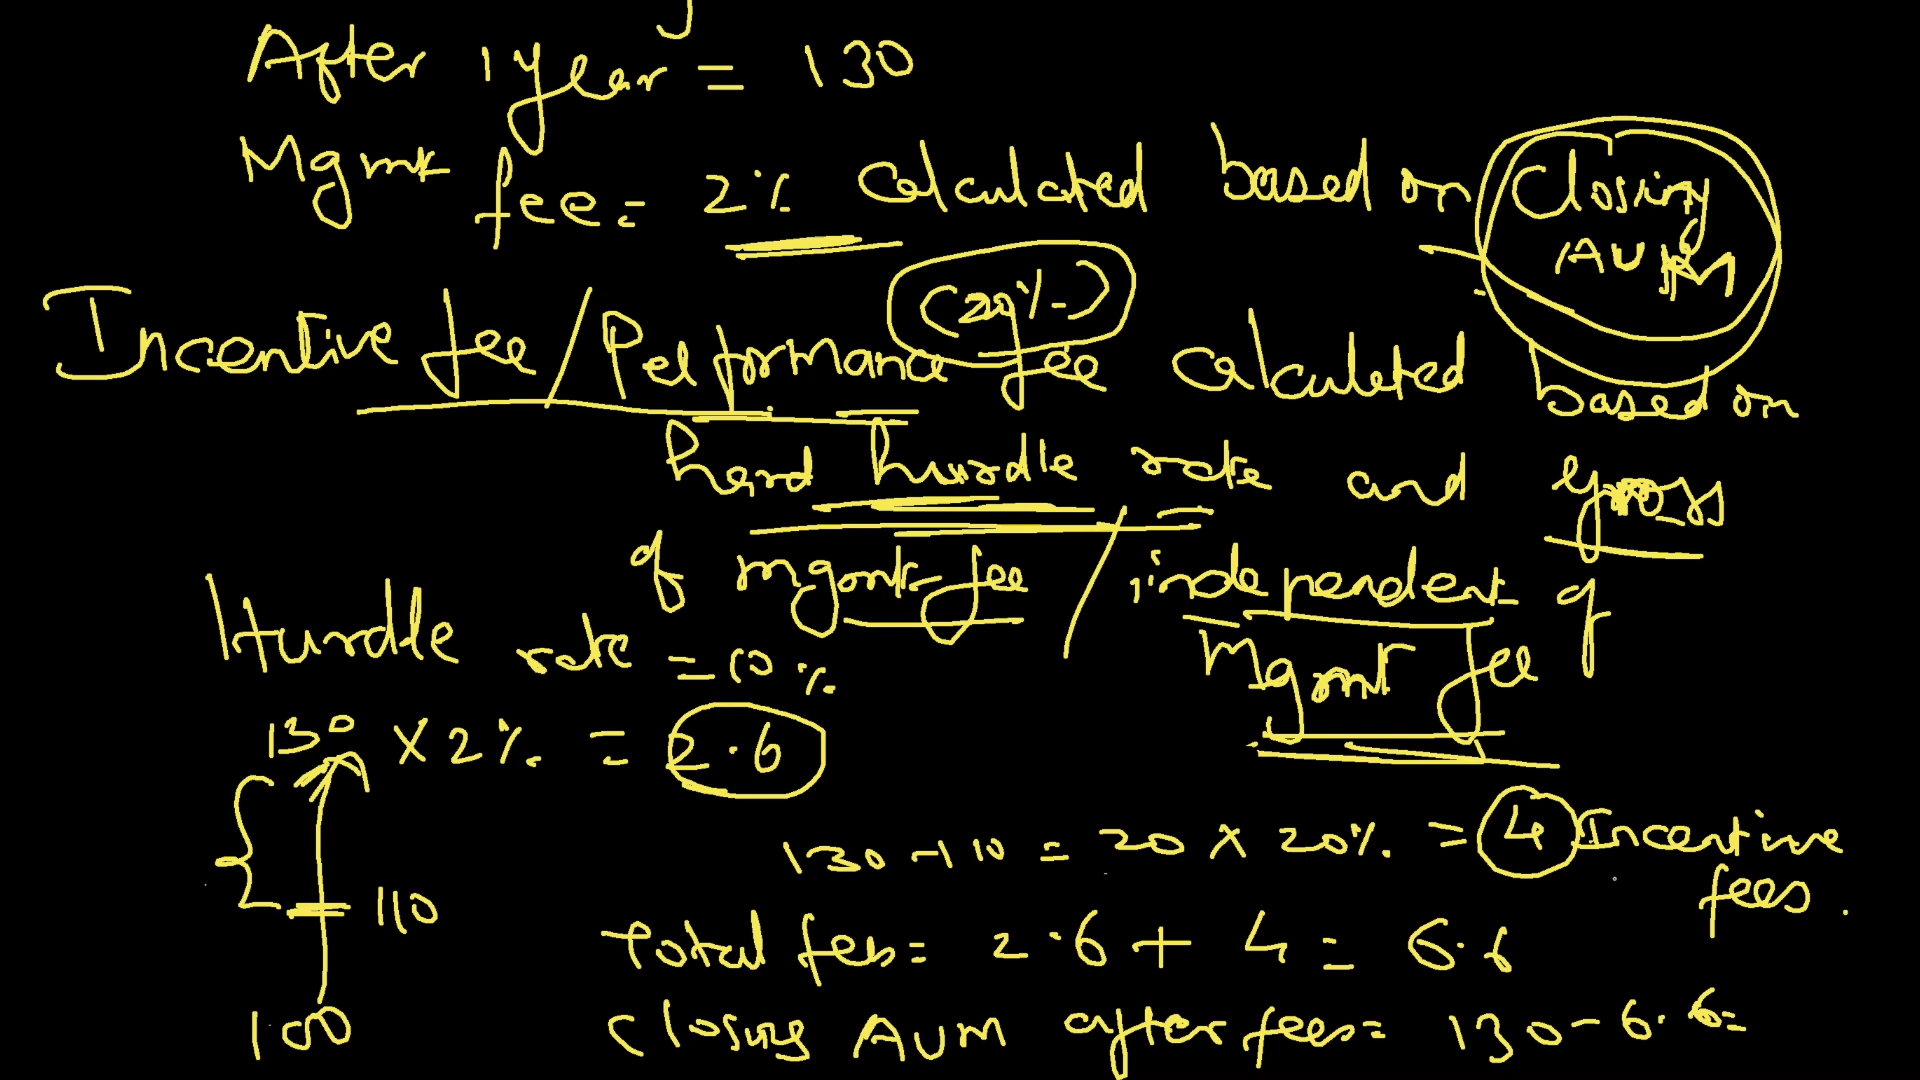 After 1 year = 130
Mgmt fee = 2% calculated based on Closing AUM
(20%)
Incentive fee / Performance fee calculated based on
hard hurdle rate and gross
of mgmt fee / independent of
Mgmt fee
Hurdle rate = 10%
130 × 2% = 2.6
130 - 110 = 20 × 20% = 4 Incentive
fees.
110
Total fees = 2.6 + 4 = 6.6
100
Closing AUM after fees = 130 - 6.6 =